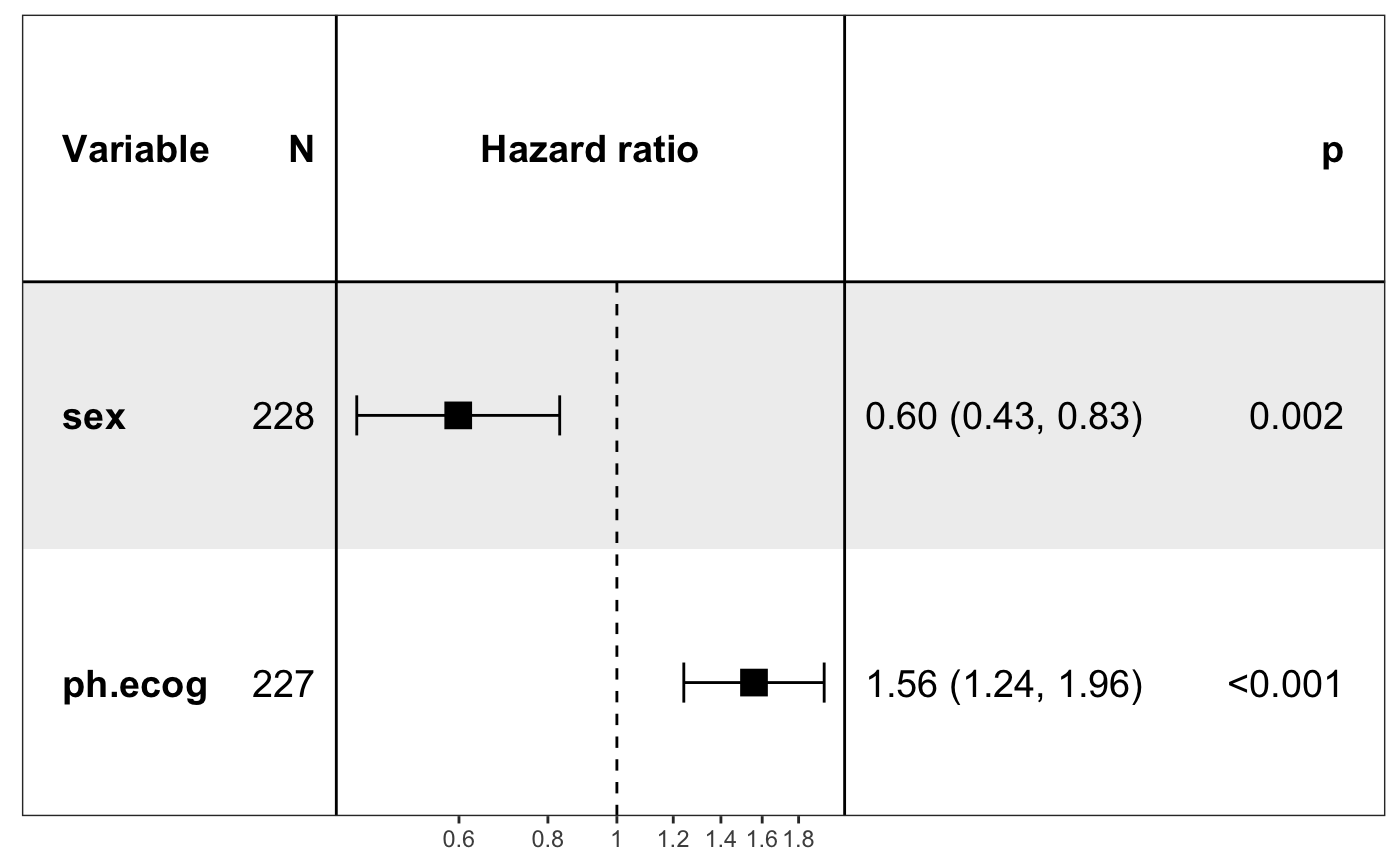 Variable N Hazard ratio p
sex 228 0.60 (0.43, 0.83) 0.002
ph.ecog 227 1.56 (1.24, 1.96) <0.001
0.6 0.8 1 1.2 1.4 1.6 1.8